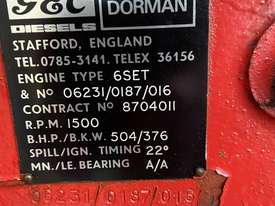 GEC DORMAN
DIESELS
STAFFORD, ENGLAND
TEL.0785-3141. TELEX 36156
ENGINE TYPE 6SET
& NO 06231/0187/016
CONTRACT NO 8704011
R.P.M. 1500
B.H.P./B.K.W. 504/376
SPILL/IGN. TIMING 22°
MN./LE. BEARING A/A
06231/0187/016